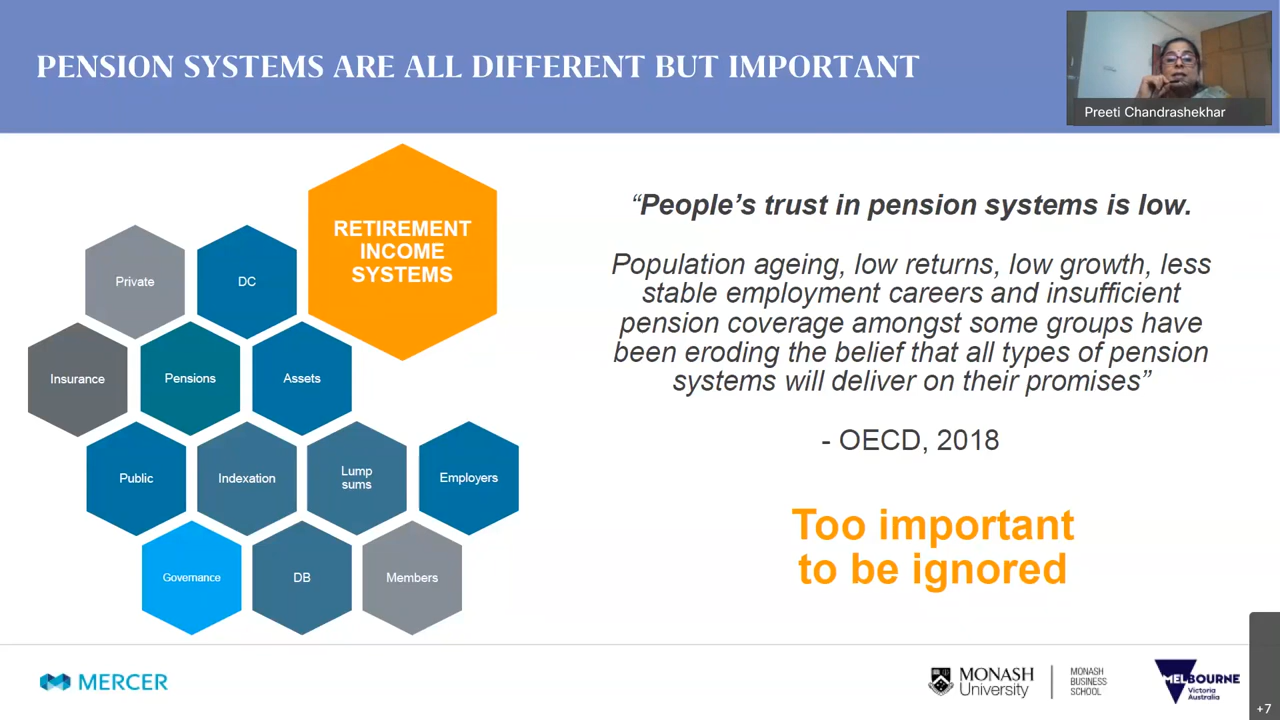 PENSION SYSTEMS ARE ALL DIFFERENT BUT IMPORTANT
Preeti Chandrashekhar
RETIREMENT
INCOME
SYSTEMS
Private
DC
Insurance
Pensions
Assets
Public
Indexation
Lump
sums
Employers
Governance
DB
Members
“People’s trust in pension systems is low.
Population ageing, low returns, low growth, less
stable employment careers and insufficient
pension coverage amongst some groups have
been eroding the belief that all types of pension
systems will deliver on their promises”
- OECD, 2018
Too important
to be ignored
MERCER
MONASH
University
MONASH
BUSINESS
SCHOOL
MELBOURNE
Victoria
Australia
+7